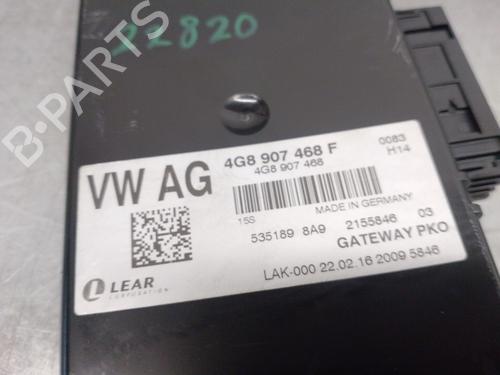 22820
B-PARTS
VW AG
4G8 907 468 F
4G8 907 468
0083
H14
15S
MADE IN GERMANY
535189 8A9 2155846 03
GATEWAY PKO
LEAR
CORPORATION
LAK-000 22.02.16 2009 5846